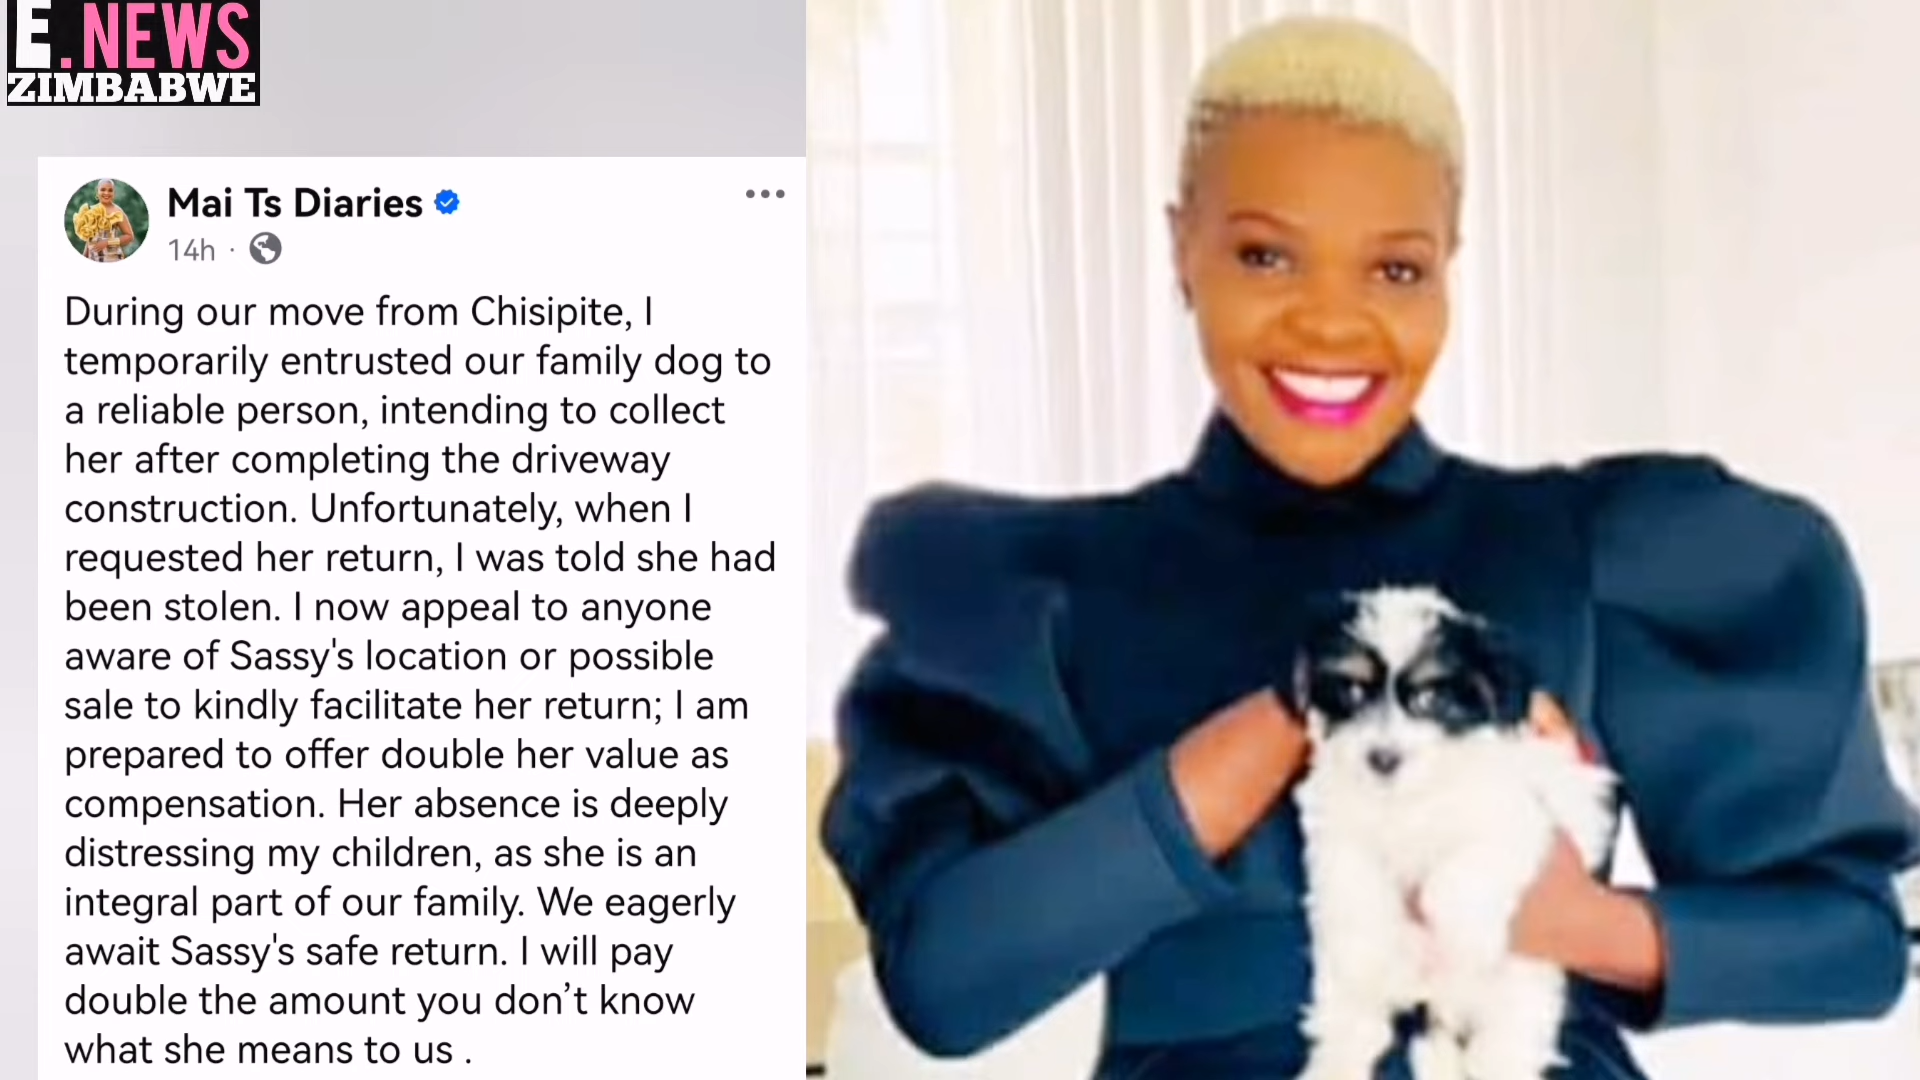 E.NEWS
ZIMBABWE
Mai Ts Diaries
14h ·
During our move from Chisipite, I
temporarily entrusted our family dog to
a reliable person, intending to collect
her after completing the driveway
construction. Unfortunately, when I
requested her return, I was told she had
been stolen. I now appeal to anyone
aware of Sassy's location or possible
sale to kindly facilitate her return; I am
prepared to offer double her value as
compensation. Her absence is deeply
distressing my children, as she is an
integral part of our family. We eagerly
await Sassy's safe return. I will pay
double the amount you don’t know
what she means to us .